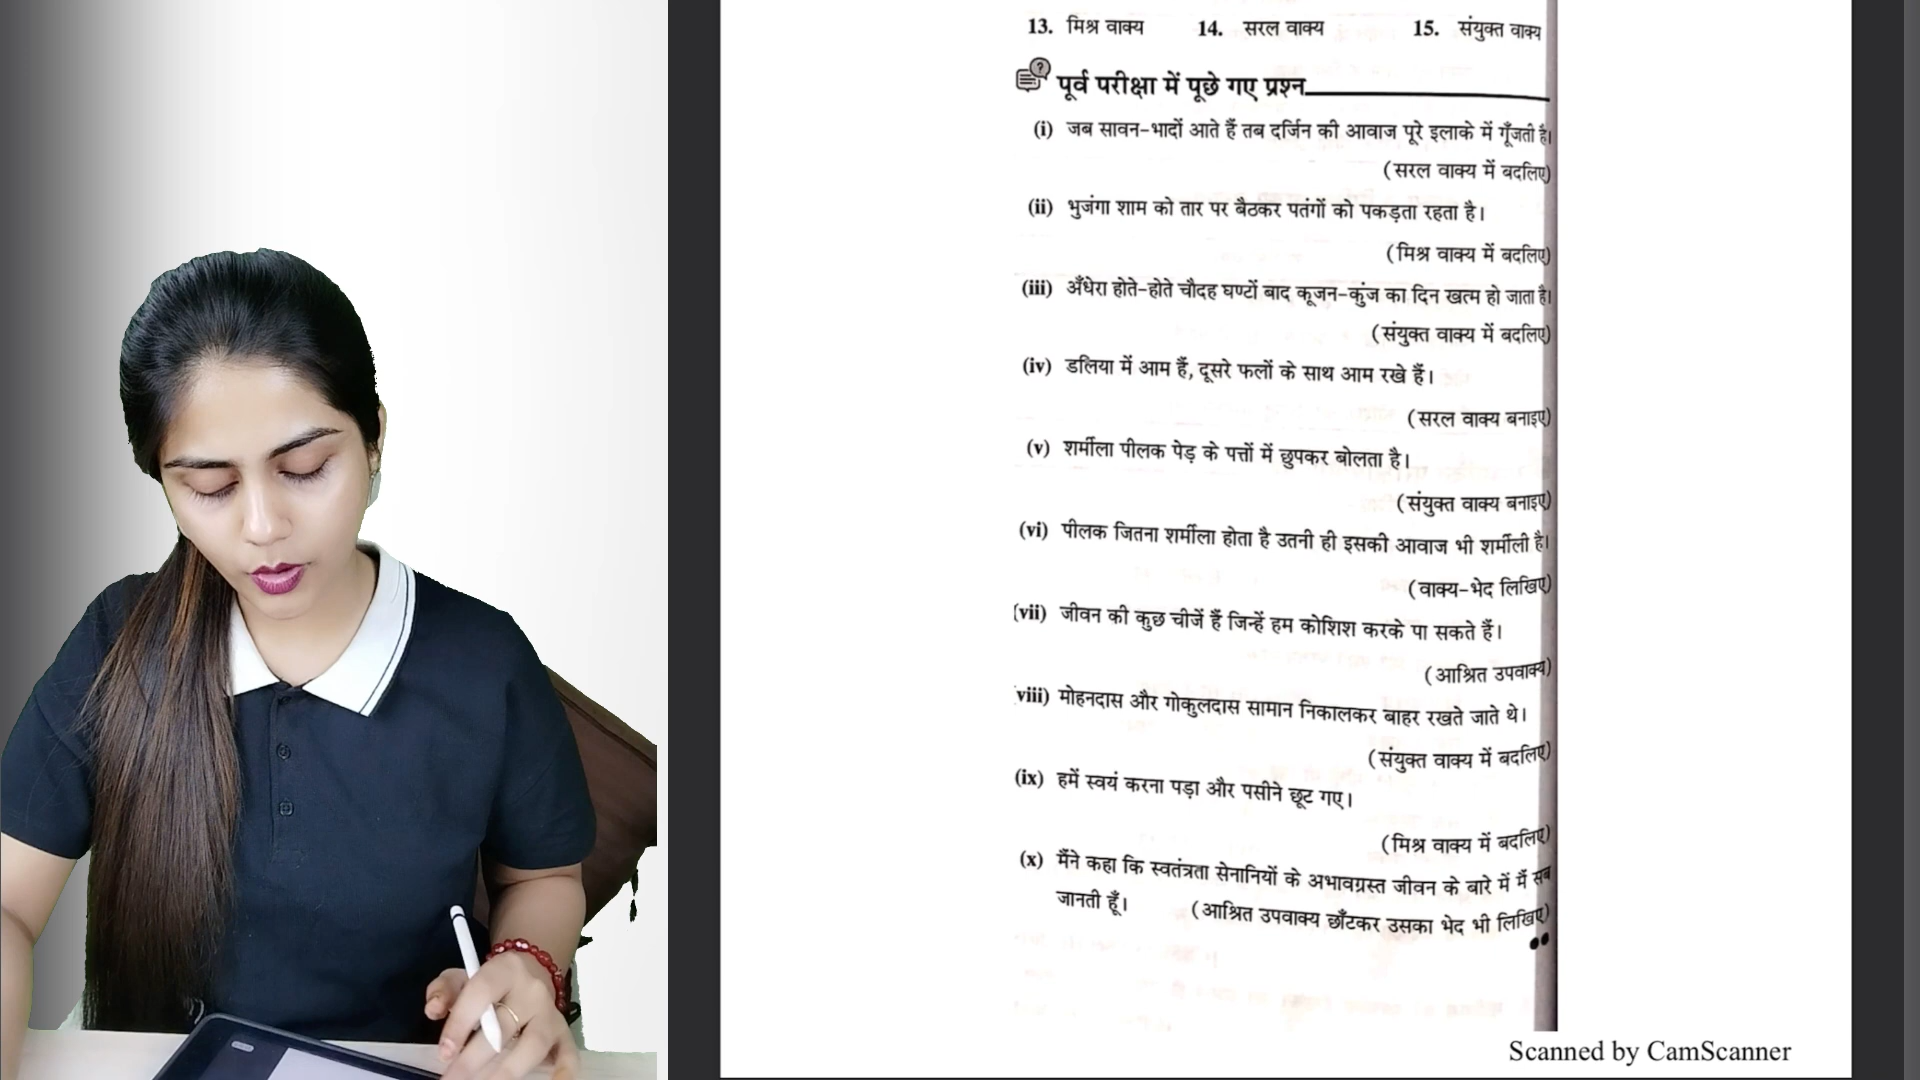 13. मिश्र वाक्य 14. सरल वाक्य 15. संयुक्त वाक्य
पूर्व परीक्षा में पूछे गए प्रश्न
(i) जब सावन-भादों आते हैं तब दर्जिन की आवाज पूरे इलाके में गूँजती है।
(सरल वाक्य में बदलिए)
(ii) भुजंगा शाम को तार पर बैठकर पतंगों को पकड़ता रहता है।
(मिश्र वाक्य में बदलिए)
(iii) अँधेरा होते-होते चौदह घण्टों बाद कूजन-कुंज का दिन खत्म हो जाता है।
(संयुक्त वाक्य में बदलिए)
(iv) डलिया में आम हैं, दूसरे फलों के साथ आम रखे हैं।
(सरल वाक्य बनाइए)
(v) शर्मीला पीलक पेड़ के पत्तों में छुपकर बोलता है।
(संयुक्त वाक्य बनाइए)
(vi) पीलक जितना शर्मीला होता है उतनी ही इसकी आवाज भी शर्मीली है।
(वाक्य-भेद लिखिए)
(vii) जीवन की कुछ चीजें हैं जिन्हें हम कोशिश करके पा सकते हैं।
(आश्रित उपवाक्य)
viii) मोहनदास और गोकुलदास सामान निकालकर बाहर रखते जाते थे।
(संयुक्त वाक्य में बदलिए)
(ix) हमें स्वयं करना पड़ा और पसीने छूट गए।
(मिश्र वाक्य में बदलिए)
(x) मैंने कहा कि स्वतंत्रता सेनानियों के अभावग्रस्त जीवन के बारे में मैं सब
जानती हूँ। (आश्रित उपवाक्य छाँटकर उसका भेद भी लिखिए)
Scanned by CamScanner